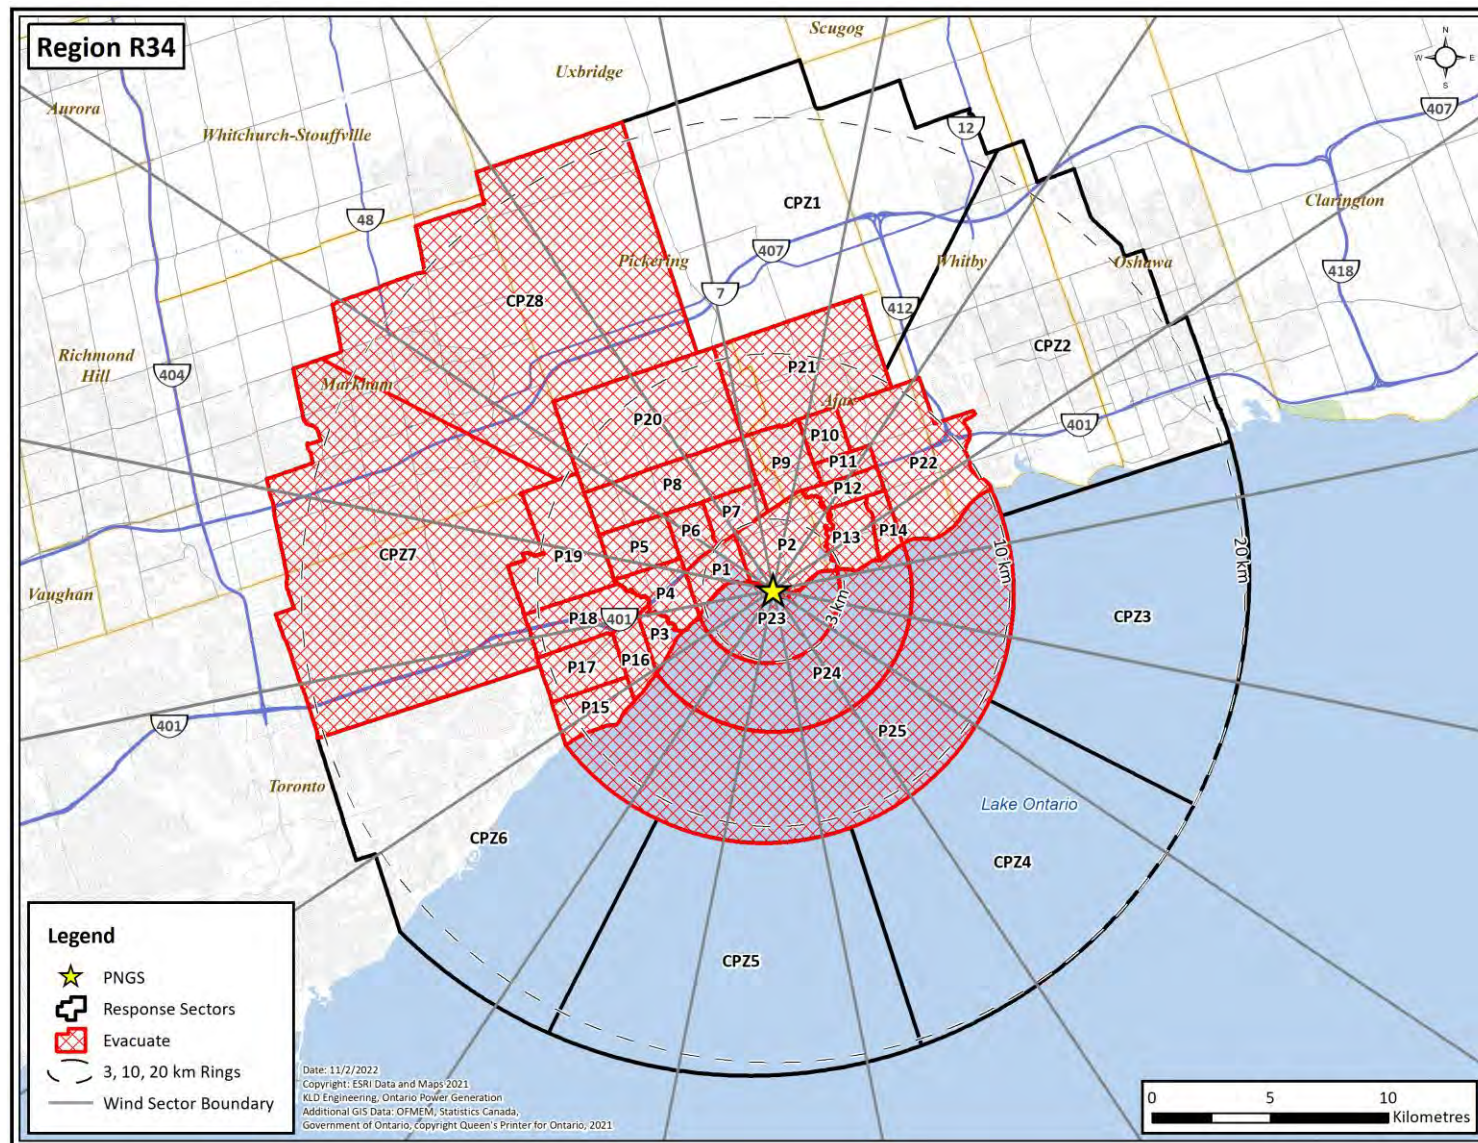 Region R34
Scugog
Uxbridge
N
W
E
S
Aurora
Whitchurch-Stouffville
12
407
CPZ1
Clarington
48
407
Pickering
Whitby
Oshawa
418
7
CPZ8
412
CPZ2
Richmond
Hill
404
Markham
P21
Ajax
P20
401
P10
P9
P11
P22
P8
P12
P7
P6
P14
P13
P5
P2
CPZ7
P19
10 km
20 km
P1
Vaughan
P4
3 km
P18
401
P23
CPZ3
P3
P16
P17
P24
P15
401
P25
Toronto
Lake Ontario
CPZ6
CPZ4
CPZ5
Legend
PNGS
Response Sectors
Evacuate
3, 10, 20 km Rings
Wind Sector Boundary
Date: 11/2/2022
Copyright: ESRI Data and Maps 2021
KLD Engineering, Ontario Power Generation
Additional GIS Data: OFMEM, Statistics Canada,
Government of Ontario, copyright Queen's Printer for Ontario, 2021
0 5 10
Kilometres